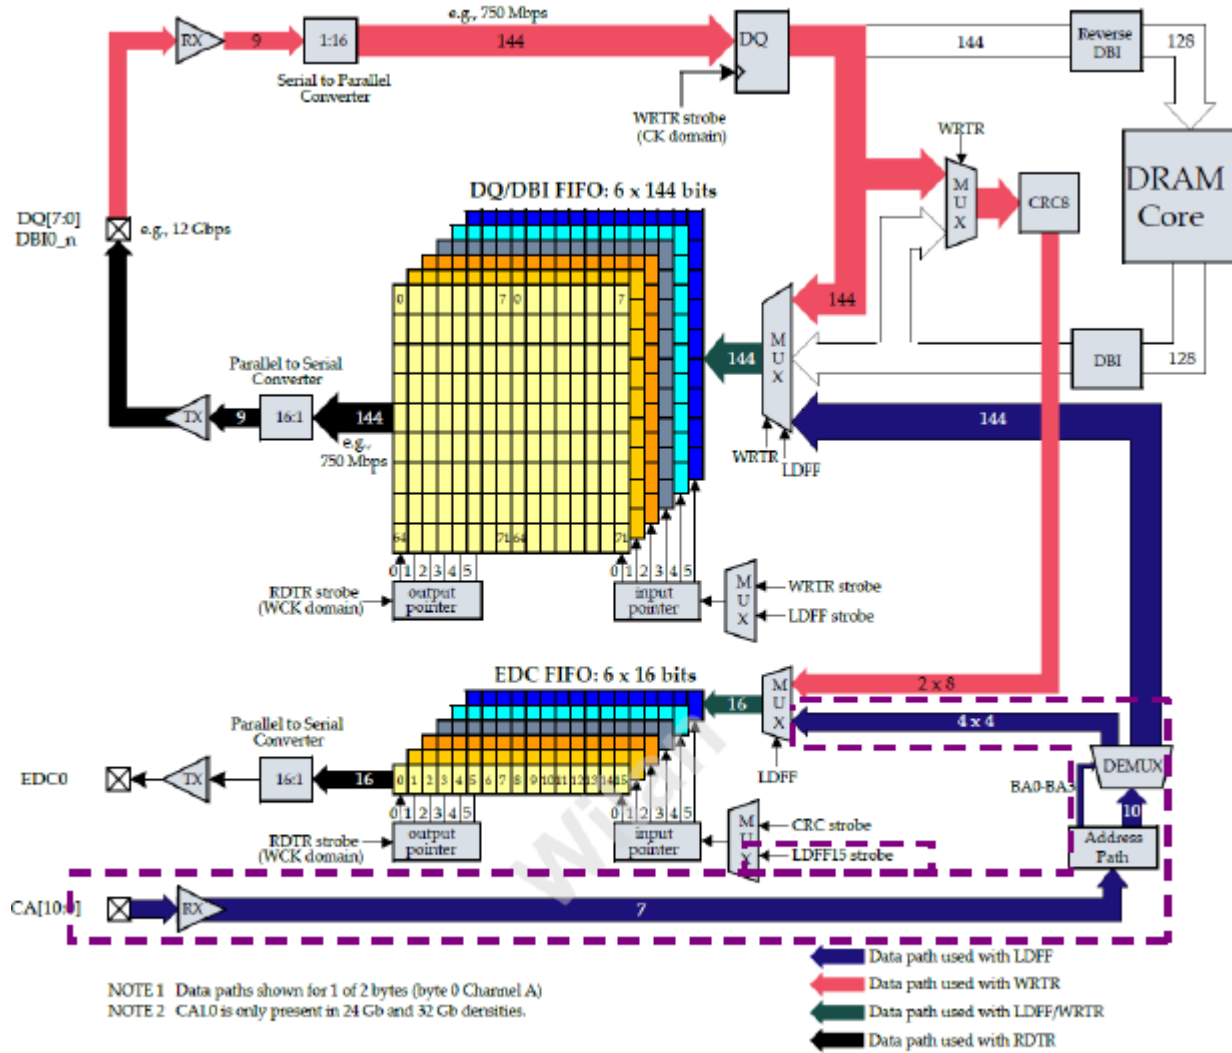 e.g., 750 Mbps
RX
9
1:16
144
DQ
144
Reverse
DBI
128
Serial to Parallel
Converter
WRTR strobe
(CK domain)
WRTR
DQ/DBI FIFO: 6 x 144 bits
MUX
CRC8
DRAM
Core
DQ[7:0]
DBI0_n
e.g., 12 Gbps
0 7 0 7
144
MUX
144
DBI
128
Parallel to Serial
Converter
TX
9
16:1
144
e.g.,
750 Mbps
144
WRTR
LDFF
64 71 64 71
0 1 2 3 4 5
0 1 2 3 4 5
RDTR strobe
(WCK domain)
output
pointer
input
pointer
MUX
WRTR strobe
LDFF strobe
EDC FIFO: 6 x 16 bits
MUX
2 x 8
16
4 x 4
Parallel to Serial
Converter
EDC0
TX
16:1
16
0 1 2 3 4 5 6 7 8 9 10 11 12 13 14 15
LDFF
BA0-BA3
DEMUX
10
0 1 2 3 4 5
0 1 2 3 4 5
RDTR strobe
(WCK domain)
output
pointer
input
pointer
MUX
CRC strobe
LDFF15 strobe
Address
Path
CA[10:0]
RX
7
Data path used with LDFF
NOTE 1 Data paths shown for 1 of 2 bytes (byte 0 Channel A)
Data path used with WRTR
NOTE 2 CA10 is only present in 24 Gb and 32 Gb densities.
Data path used with LDFF/WRTR
Data path used with RDTR